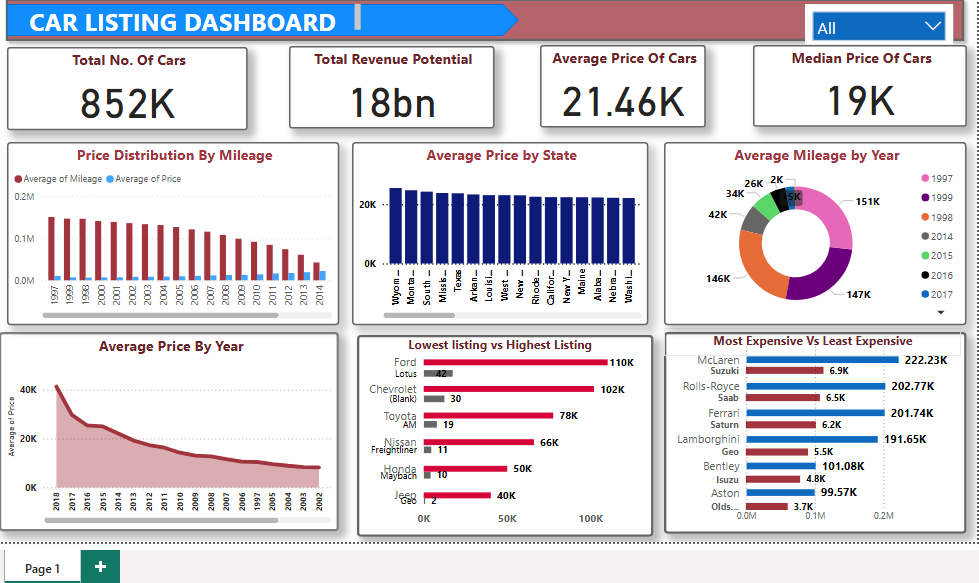 CAR LISTING DASHBOARD
All
Total No. Of Cars
852K
Total Revenue Potential
18bn
Average Price Of Cars
21.46K
Median Price Of Cars
19K
Price Distribution By Mileage
Average of Mileage Average of Price
0.2M
0.1M
0.0M
1997 1999 1998 2000 2001 2002 2003 2004 2005 2006 2007 2008 2009 2010 2011 2012 2013 2014
Average Price by State
20K
0K
Wyom... Monta... South ... Missis... Texas Arkan... Louisi... West ... New ... Rhode... Califor... New Y... Maine Alaba... Nebra... Washi...
Average Mileage by Year
2K
26K
34K
42K
5K
151K
146K
147K
1997
1999
1998
2014
2015
2016
2017
Average Price By Year
Average of Price
40K
20K
0K
2018 2017 2016 2015 2014 2013 2012 2011 2010 2009 2008 2007 2006 1997 2005 2004 2003 2002
Lowest listing vs Highest Listing
Ford 110K
Lotus 42
Chevrolet 102K
(Blank) 30
Toyota 78K
AM 19
Nissan 66K
Freightliner 11
Honda 50K
Maybach 10
Jeep 40K
Geo 2
0K 50K 100K
Most Expensive Vs Least Expensive
McLaren 222.23K
Suzuki 6.9K
Rolls-Royce 202.77K
Saab 6.5K
Ferrari 201.74K
Saturn 6.2K
Lamborghini 191.65K
Geo 5.5K
Bentley 101.08K
Isuzu 4.8K
Aston 99.57K
Olds... 3.7K
0.0M 0.1M 0.2M
Page 1
+